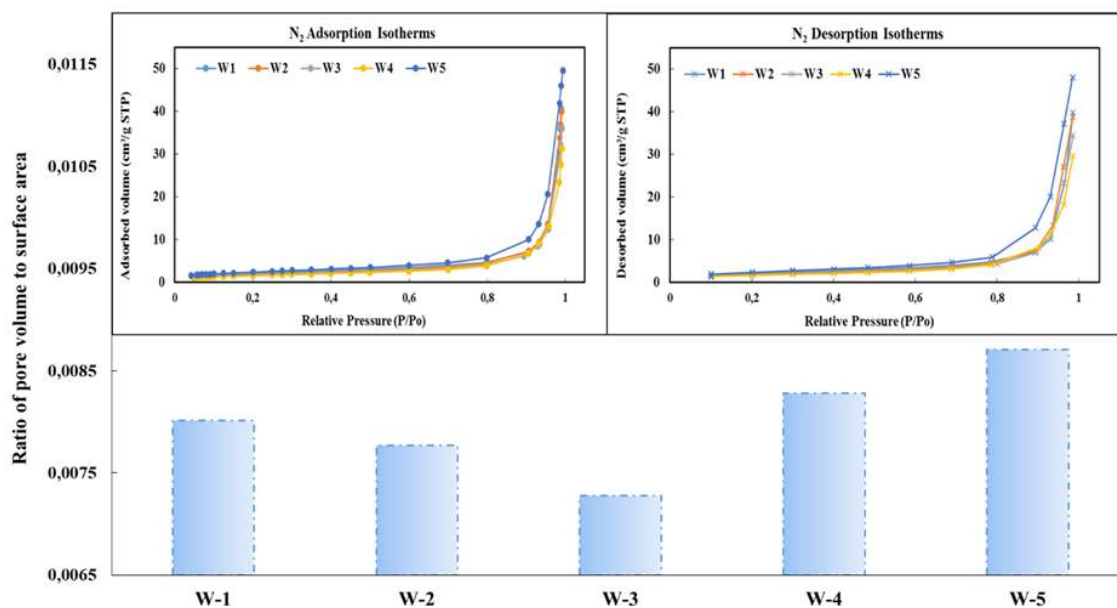 N₂ Adsorption Isotherms
W1 W2 W3 W4 W5
Adsorbed volume (cm³/g STP)
50
40
30
20
10
0
0 0,2 0,4 0,6 0,8 1
Relative Pressure (P/Po)
N₂ Desorption Isotherms
W1 W2 W3 W4 W5
Desorbed volume (cm³/g STP)
50
40
30
20
10
0
0 0,2 0,4 0,6 0,8 1
Relative Pressure (P/Po)
Ratio of pore volume to surface area
0,0115
0,0105
0,0095
0,0085
0,0075
0,0065
W-1 W-2 W-3 W-4 W-5